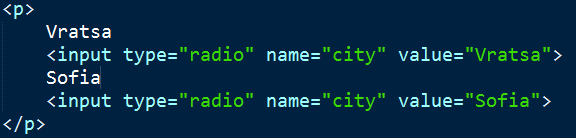 <p>
Vratsa
<input type="radio" name="city" value="Vratsa">
Sofia
<input type="radio" name="city" value="Sofia">
</p>